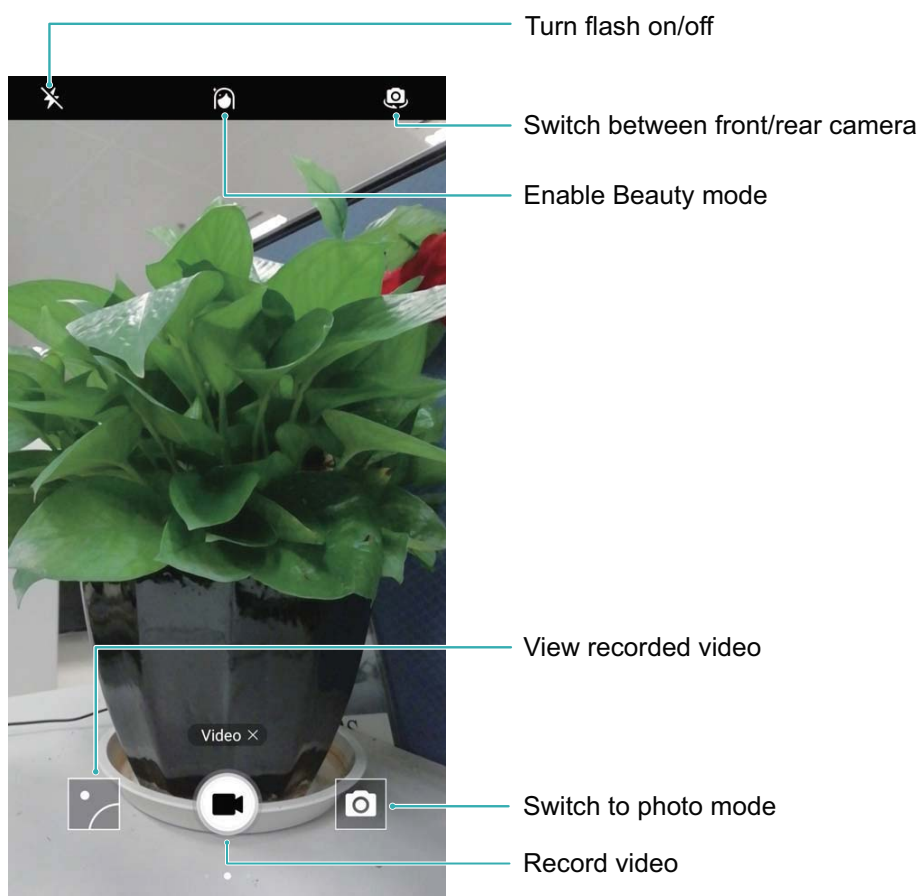 Turn flash on/off
Switch between front/rear camera
Enable Beauty mode
View recorded video
Video ×
Switch to photo mode
Record video